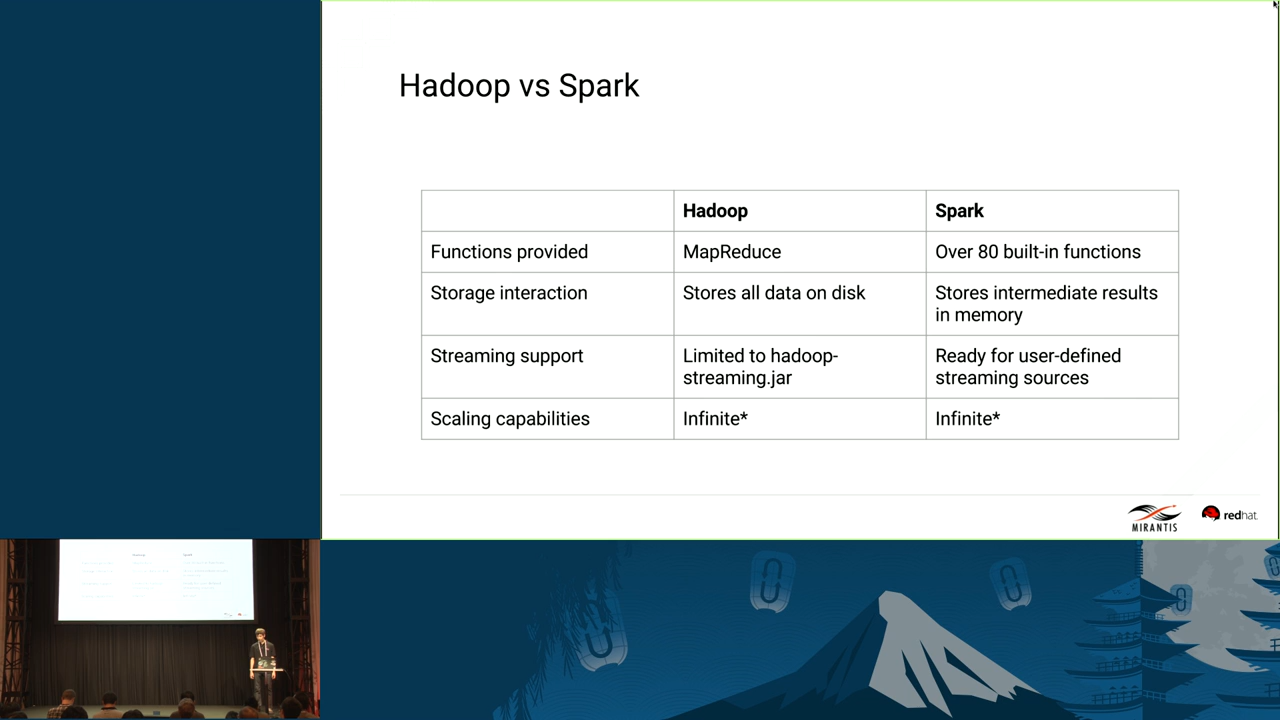 Hadoop vs Spark
Hadoop
Spark
Functions provided
MapReduce
Over 80 built-in functions
Storage interaction
Stores all data on disk
Stores intermediate results
in memory
Streaming support
Limited to hadoop-
streaming.jar
Ready for user-defined
streaming sources
Scaling capabilities
Infinite*
Infinite*
MIRANTIS
redhat.